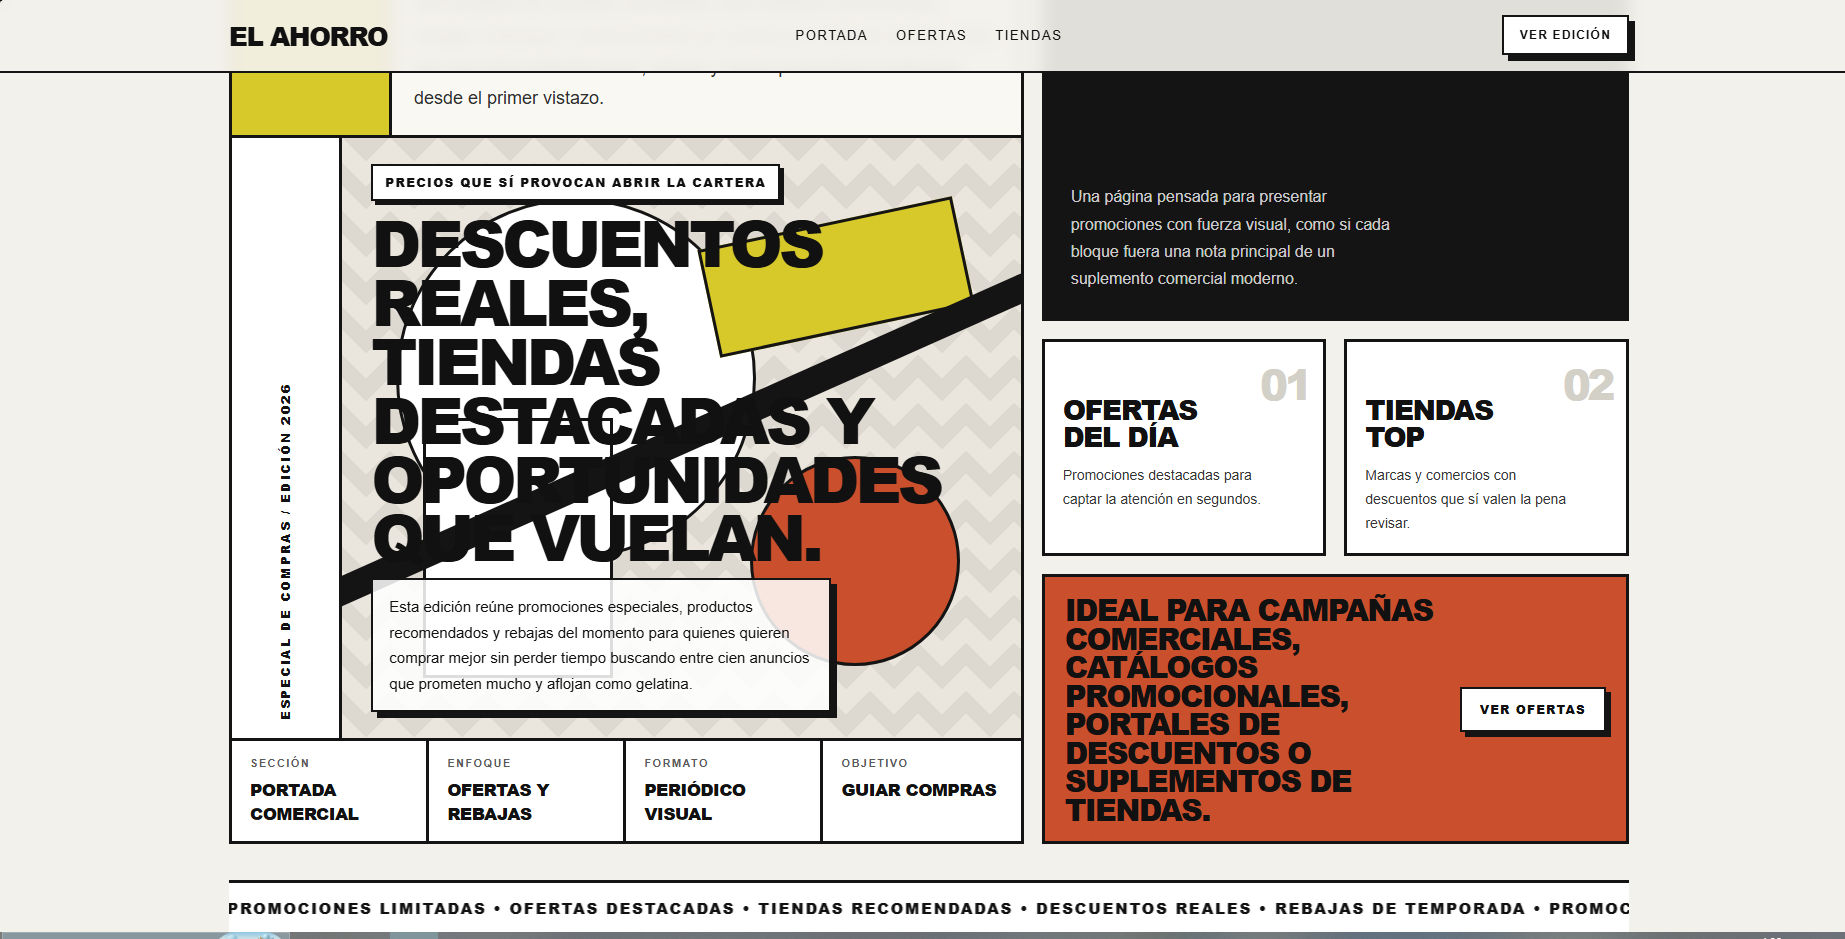 EL AHORRO
PORTADA
OFERTAS
TIENDAS
VER EDICIÓN
desde el primer vistazo.
ESPECIAL DE COMPRAS / EDICIÓN 2026
PRECIOS QUE SÍ PROVOCAN ABRIR LA CARTERA
DESCUENTOS
REALES,
TIENDAS
DESTACADAS Y
OPORTUNIDADES
QUE VUELAN.
Esta edición reúne promociones especiales, productos
recomendados y rebajas del momento para quienes quieren
comprar mejor sin perder tiempo buscando entre cien anuncios
que prometen mucho y aflojan como gelatina.
SECCIÓN
PORTADA
COMERCIAL
ENFOQUE
OFERTAS Y
REBAJAS
FORMATO
PERIÓDICO
VISUAL
OBJETIVO
GUIAR COMPRAS
Una página pensada para presentar
promociones con fuerza visual, como si cada
bloque fuera una nota principal de un
suplemento comercial moderno.
01
OFERTAS
DEL DÍA
Promociones destacadas para
captar la atención en segundos.
02
TIENDAS
TOP
Marcas y comercios con
descuentos que sí valen la pena
revisar.
IDEAL PARA CAMPAÑAS
COMERCIALES,
CATÁLOGOS
PROMOCIONALES,
PORTALES DE
DESCUENTOS O
SUPLEMENTOS DE
TIENDAS.
VER OFERTAS
PROMOCIONES LIMITADAS • OFERTAS DESTACADAS • TIENDAS RECOMENDADAS • DESCUENTOS REALES • REBAJAS DE TEMPORADA • PROMOC